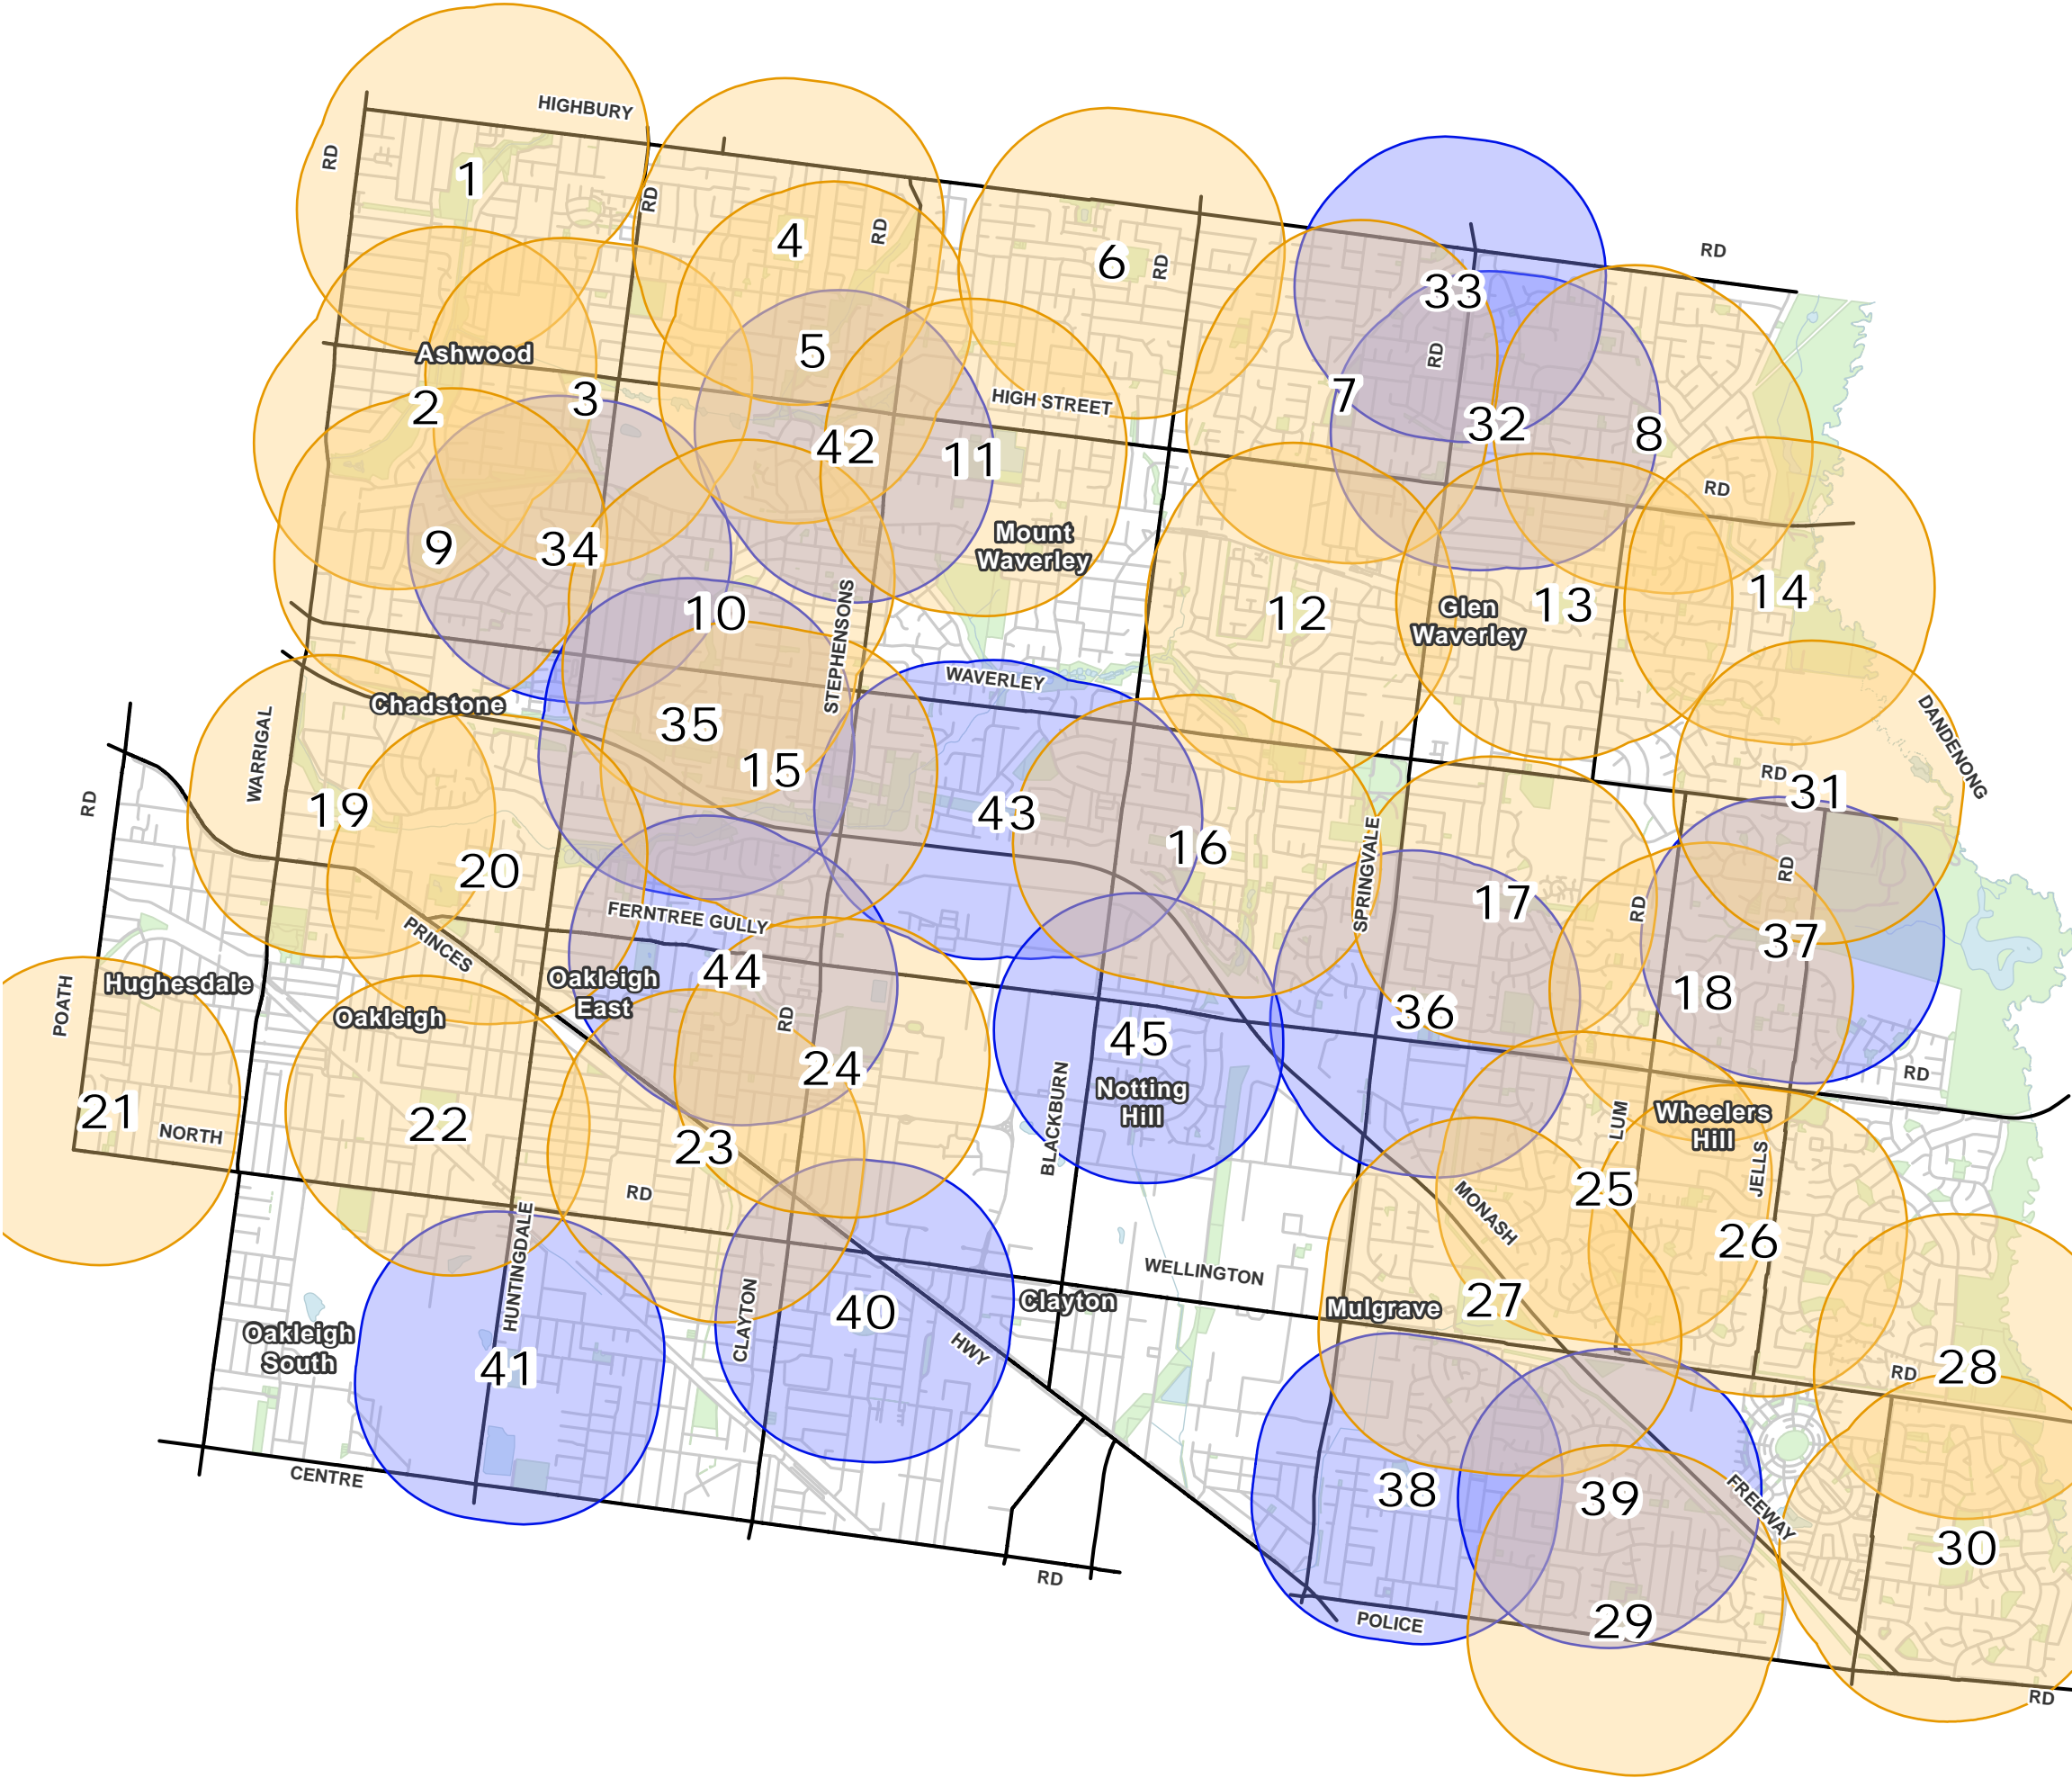 HIGHBURY
RD
1
RD
RD
4
6
RD
RD
33
RD
5
Ashwood
2
3
HIGH STREET
7
32
8
42
11
RD
9
34
Mount
Waverley
10
12
Glen
Waverley
13
14
STEPHENSONS
WAVERLEY
Chadstone
35
WARRIGAL
15
DANDENONG
RD
31
RD
19
43
16
SPRINGVALE
20
RD
17
RD
FERNTREE GULLY
PRINCES
37
Hughesdale
Oakleigh
East
44
18
POATH
Oakleigh
RD
36
45
24
RD
Notting
Hill
21
NORTH
22
23
BLACKBURN
LUM
Wheelers
Hill
JELLS
25
RD
MONASH
26
HUNTINGDALE
WELLINGTON
Clayton
27
Mulgrave
40
CLAYTON
HWY
Oakleigh
South
41
28
RD
CENTRE
38
39
FREEWAY
30
RD
POLICE
29
RD